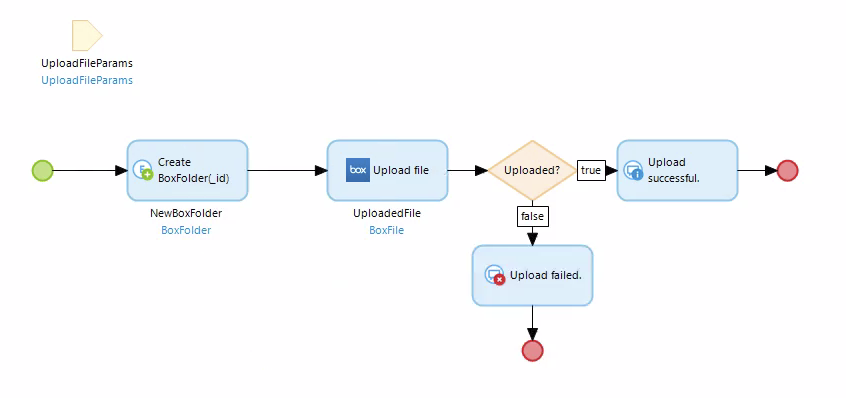 UploadFileParams
UploadFileParams
Create
BoxFolder(_id)
NewBoxFolder
BoxFolder
box
Upload file
UploadedFile
BoxFile
Uploaded?
true
false
Upload
successful.
Upload failed.